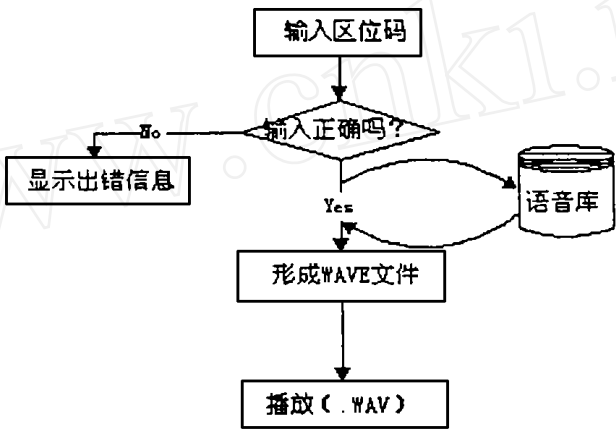 输入区位码
No
输入正确吗？
显示出错信息
语音库
Yes
形成WAVE文件
播放（.WAV）